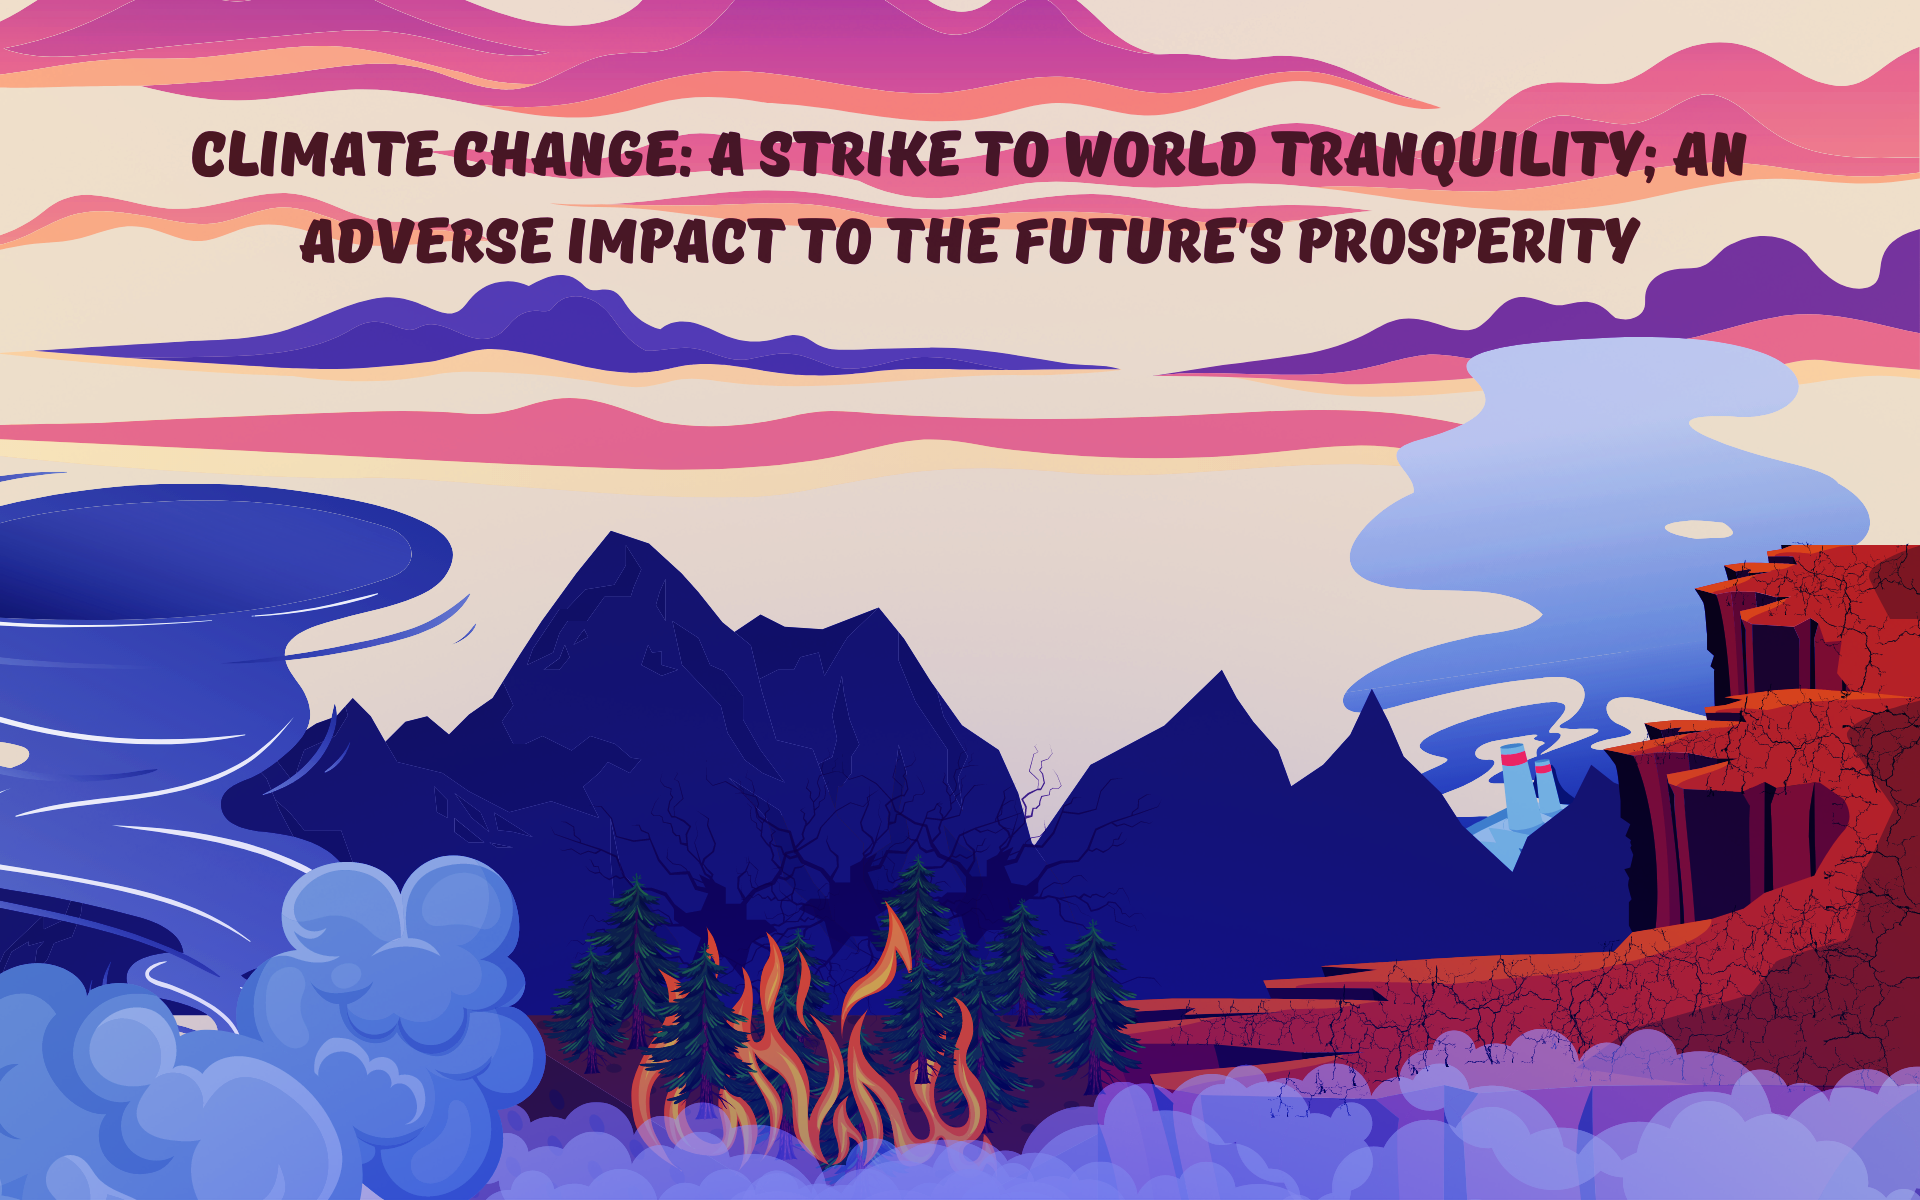 CLIMATE CHANGE: A STRIKE TO WORLD TRANQUILITY; AN
ADVERSE IMPACT TO THE FUTURE'S PROSPERITY